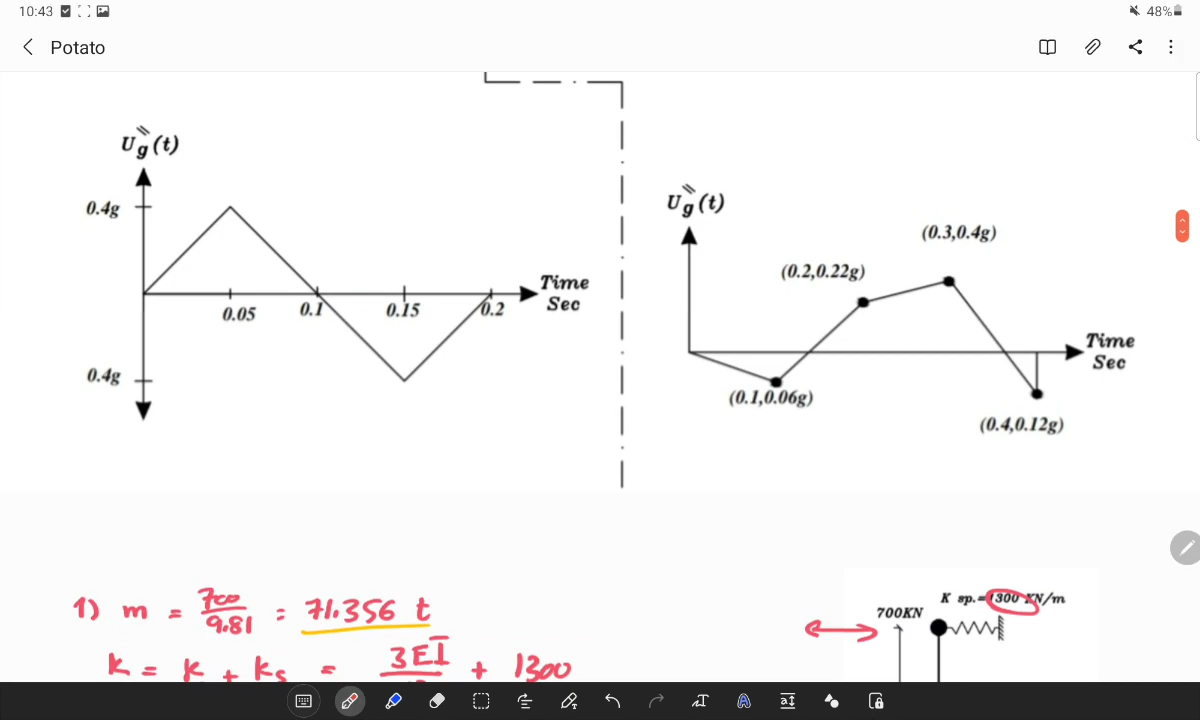 10:43
48%
Potato
Ug(t)
0.4g
0.4g
0.05
0.1
0.15
0.2
Time
Sec
Ug(t)
(0.3,0.4g)
(0.2,0.22g)
(0.1,0.06g)
(0.4,0.12g)
Time
Sec
1) m = 700 / 9.81 = 71.356 t
k = k + ks = 3EI + 1300
K sp.=1300 KN/m
700KN